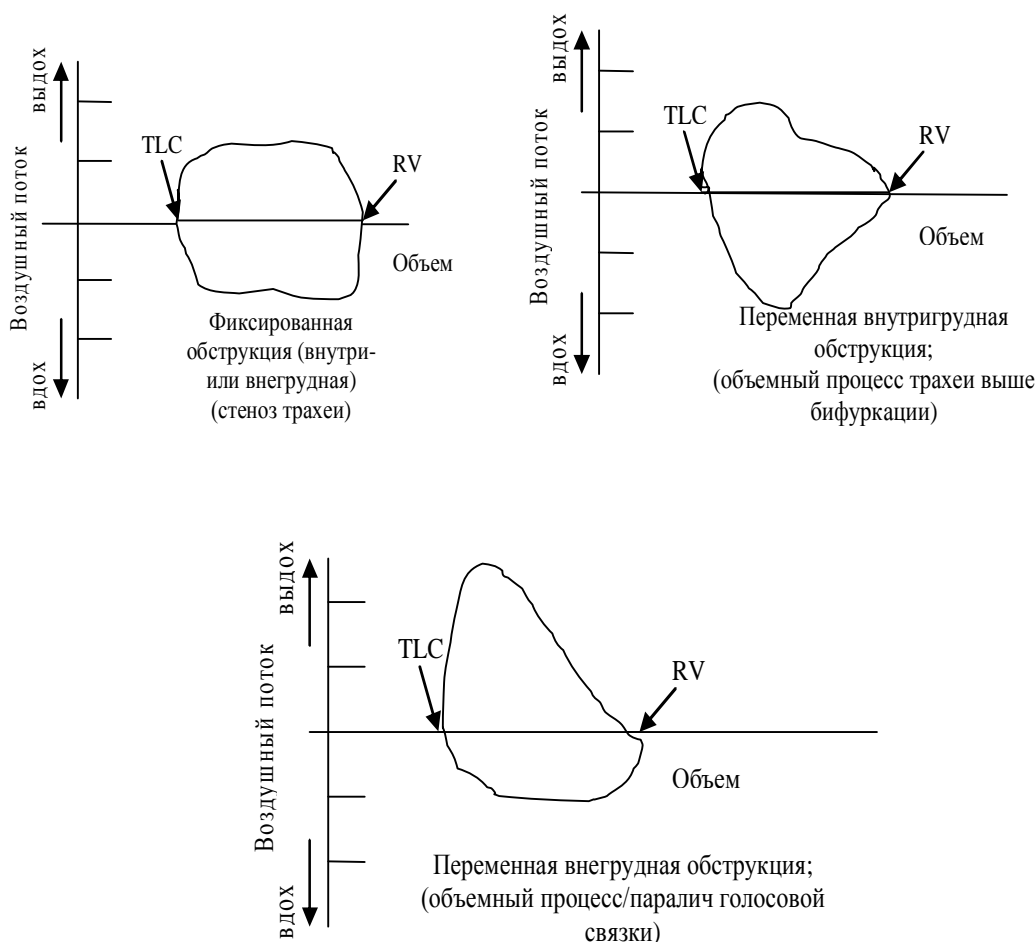 выдох
Воздушный поток
вдох
TLC
RV
Объем
Фиксированная
обструкция (внутри-
или внегрудная)
(стеноз трахеи)
выдох
Воздушный поток
вдох
TLC
RV
Объем
Переменная внутригрудная
обструкция;
(объемный процесс трахеи выше
бифуркации)
выдох
Воздушный поток
вдох
TLC
RV
Объем
Переменная внегрудная обструкция;
(объемный процесс/паралич голосовой
связки)